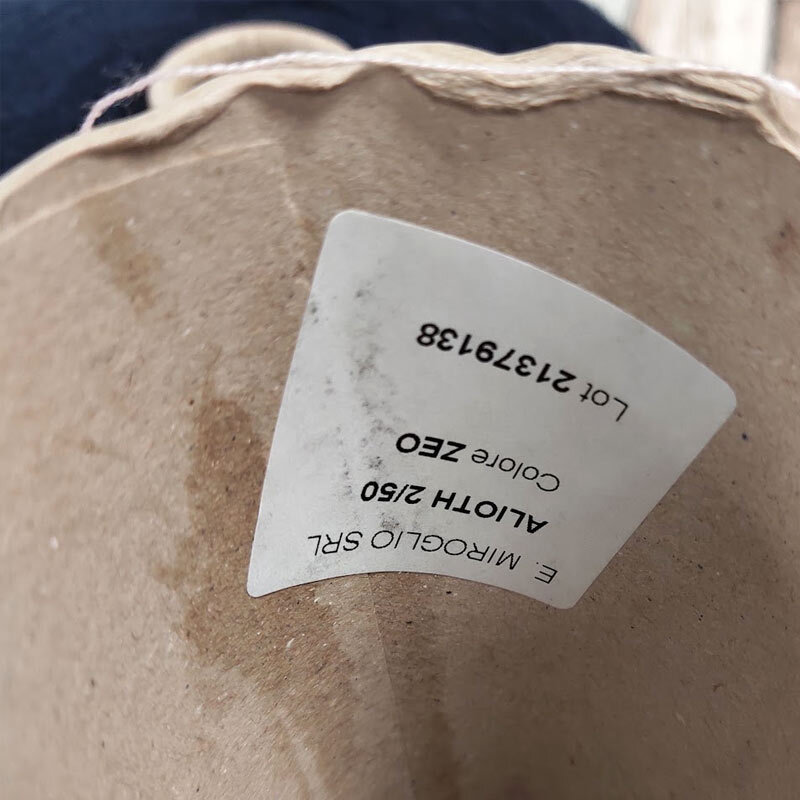 E. MIROGLIO SRL
ALIOTH 2/50
Colore ZEO
Lot 21379138